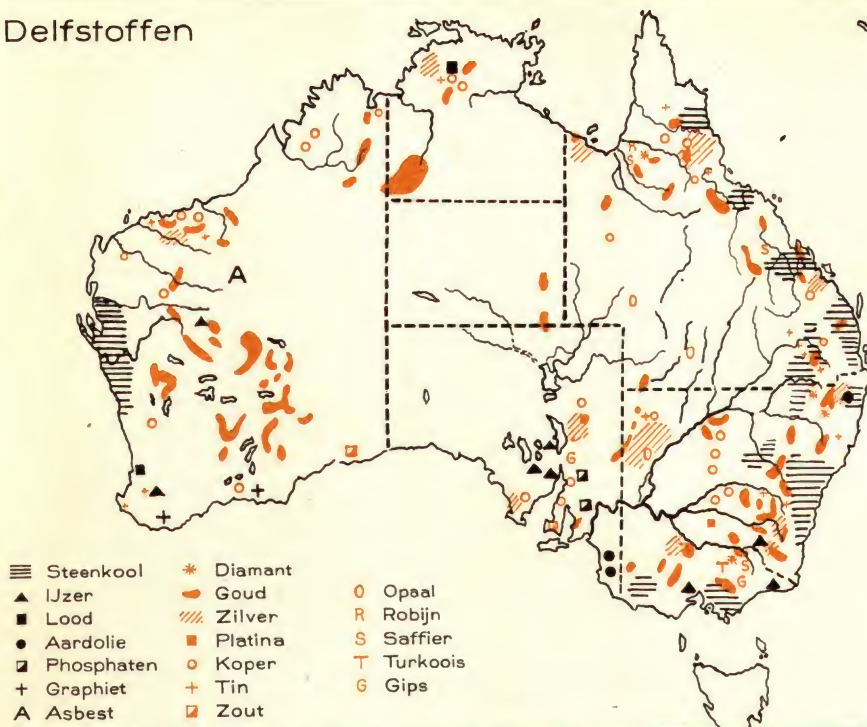 Delfstoffen
A
R
S
S
G
T
S
G
Steenkool
IJzer
Lood
Aardolie
Phosphaten
Graphiet
A Asbest
Diamant
Goud
Zilver
Platina
Koper
Tin
Zout
Opaal
R Robijn
S Saffier
T Turkoois
G Gips